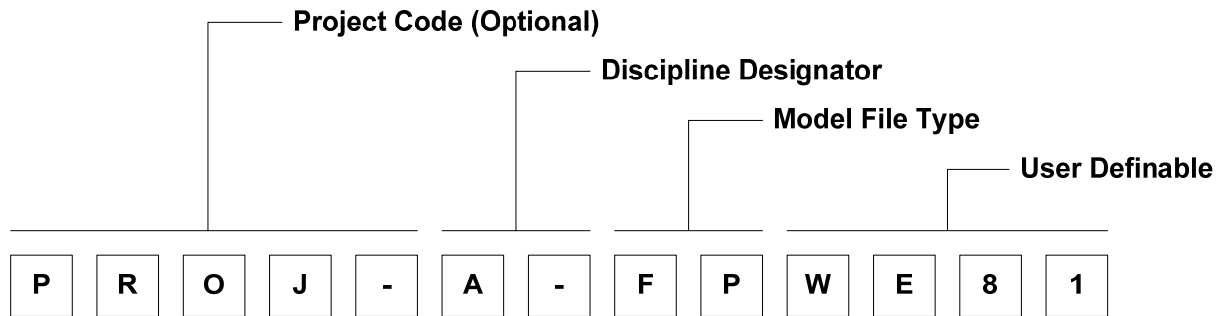 Project Code (Optional)
Discipline Designator
Model File Type
User Definable
P R O J - A - F P W E 8 1